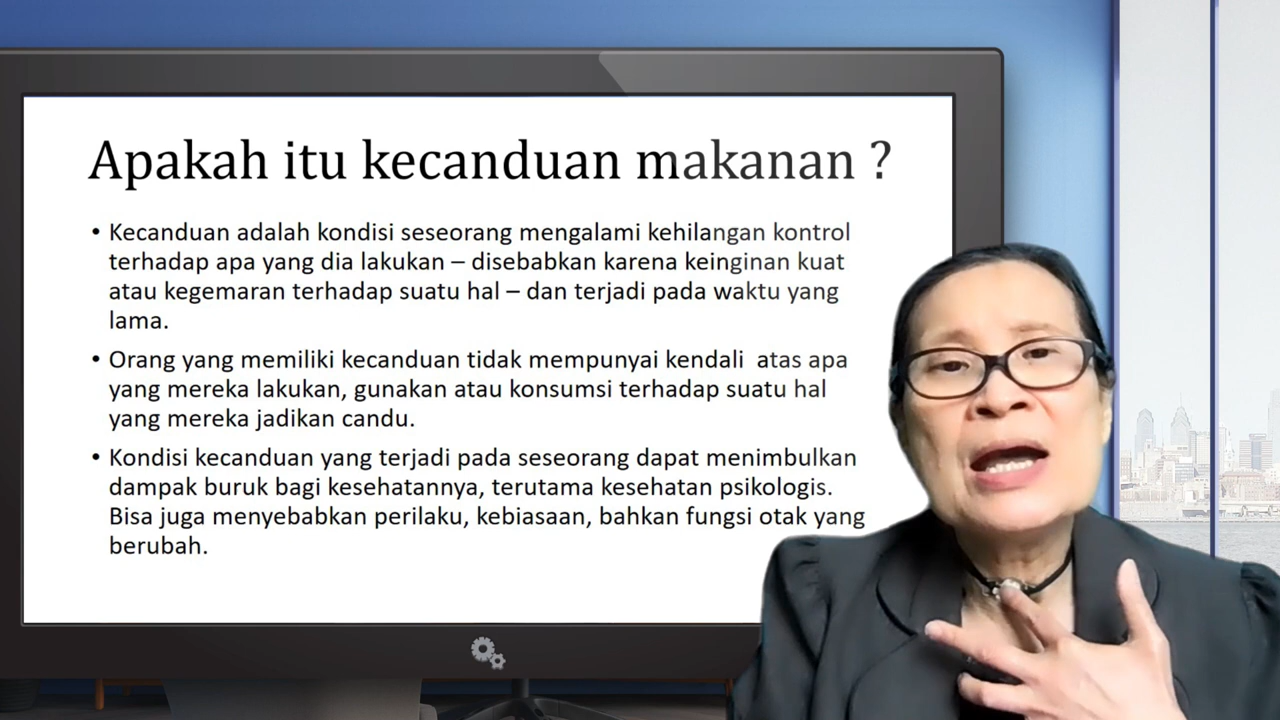 Apakah itu kecanduan makanan ?
• Kecanduan adalah kondisi seseorang mengalami kehilangan kontrol
terhadap apa yang dia lakukan – disebabkan karena keinginan kuat
atau kegemaran terhadap suatu hal – dan terjadi pada waktu yang
lama.
• Orang yang memiliki kecanduan tidak mempunyai kendali  atas apa
yang mereka lakukan, gunakan atau konsumsi terhadap suatu hal
yang mereka jadikan candu.
• Kondisi kecanduan yang terjadi pada seseorang dapat menimbulkan
dampak buruk bagi kesehatannya, terutama kesehatan psikologis.
Bisa juga menyebabkan perilaku, kebiasaan, bahkan fungsi otak yang
berubah.